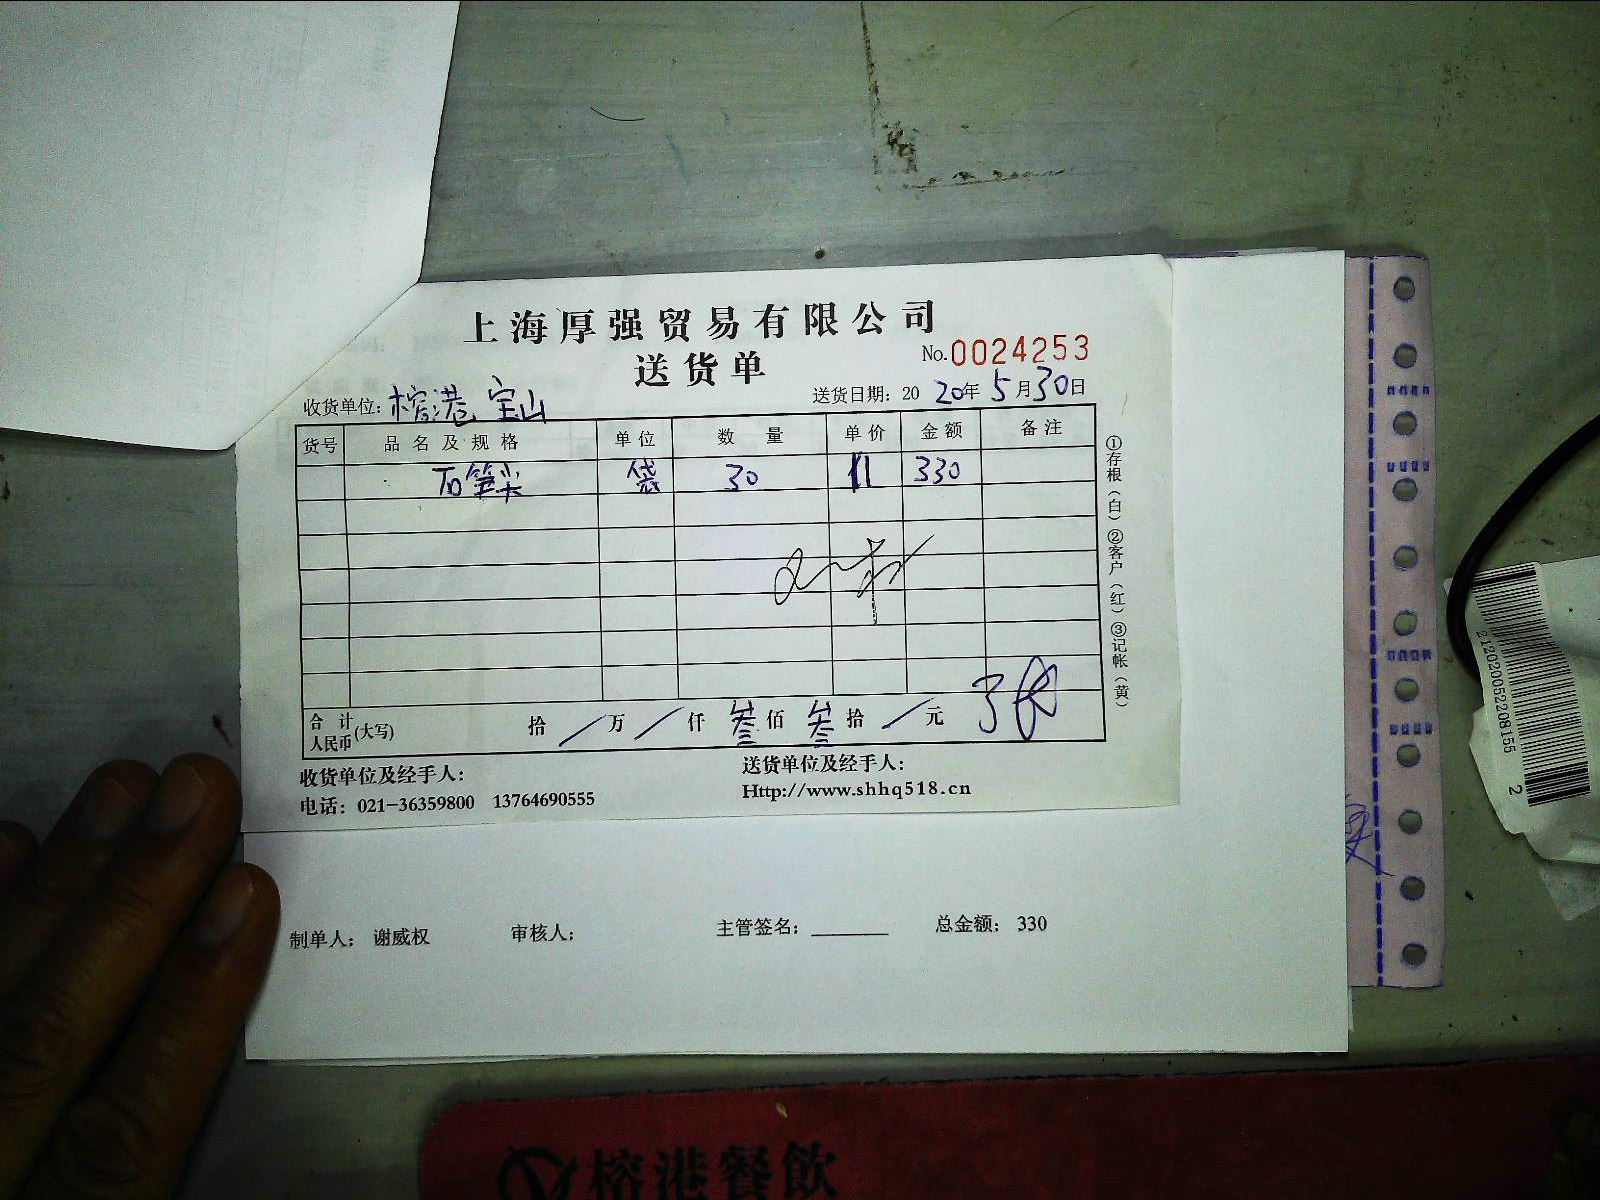 上海厚强贸易有限公司
送货单
No.0024253
收货单位: 榕港 宝山
送货日期: 2020年5月30日
货号 品名及规格 单位 数量 单价 金额 备注
石笋尖 袋 30 11 330
①存根(白)②客户(红)③记帐(黄)
合计人民币(大写) 拾/万/仟叁佰叁拾/元
收货单位及经手人:
送货单位及经手人:
电话: 021-36359800 13764690555
Http://www.shhq518.cn
制单人: 谢威权 审核人: 主管签名: ________ 总金额: 330
2120200522081552
榕港餐飲